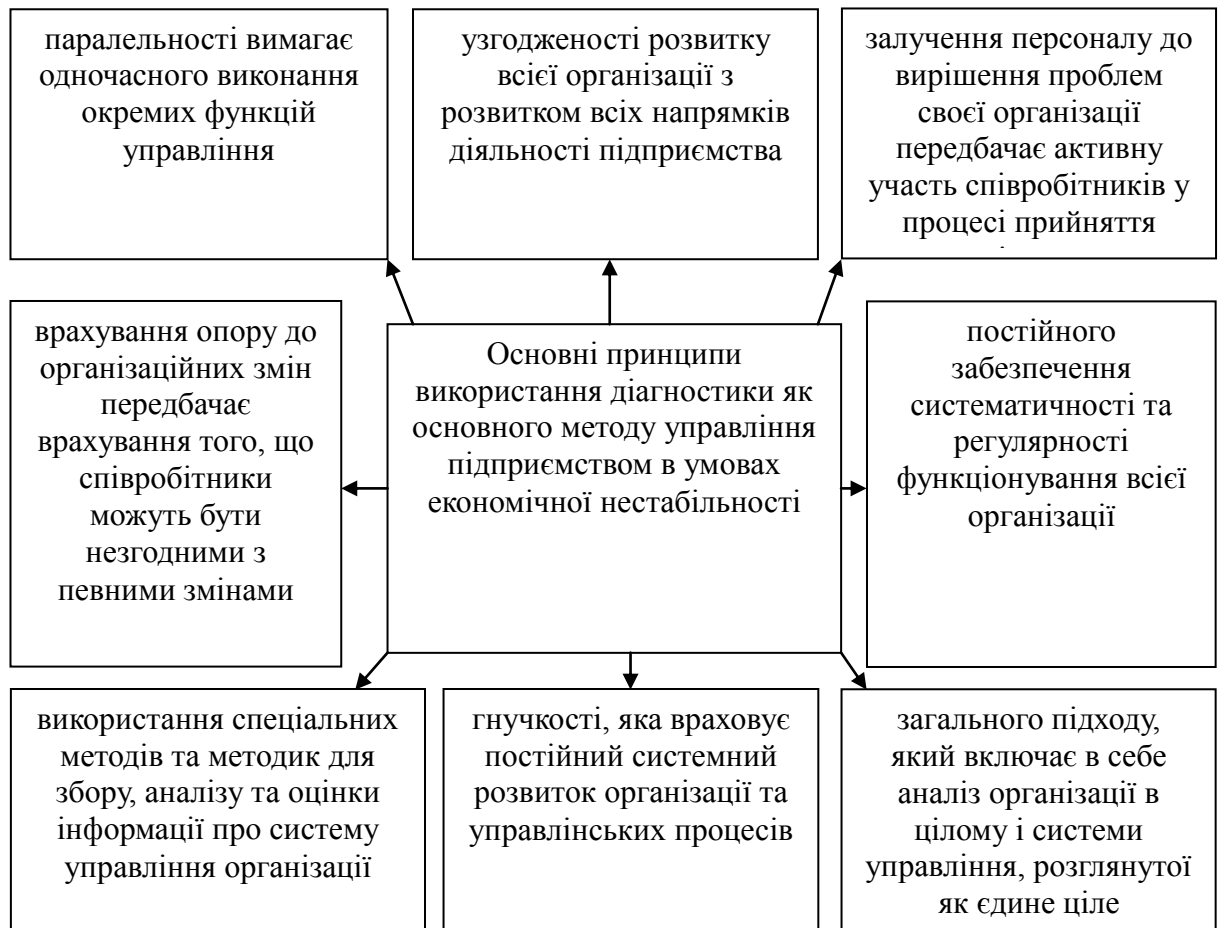 паралельності вимагає
одночасного виконання
окремих функцій
управління
узгодженості розвитку
всієї організації з
розвитком всіх напрямків
діяльності підприємства
залучення персоналу до
вирішення проблем
своєї організації
передбачає активну
участь співробітників у
процесі прийняття
врахування опору до
організаційних змін
передбачає
врахування того, що
співробітники
можуть бути
незгодними з
певними змінами
Основні принципи
використання діагностики як
основного методу управління
підприємством в умовах
економічної нестабільності
постійного
забезпечення
систематичності та
регулярності
функціонування всієї
організації
використання спеціальних
методів та методик для
збору, аналізу та оцінки
інформації про систему
управління організації
гнучкості, яка враховує
постійний системний
розвиток організації та
управлінських процесів
загального підходу,
який включає в себе
аналіз організації в
цілому і системи
управління, розглянутої
як єдине ціле